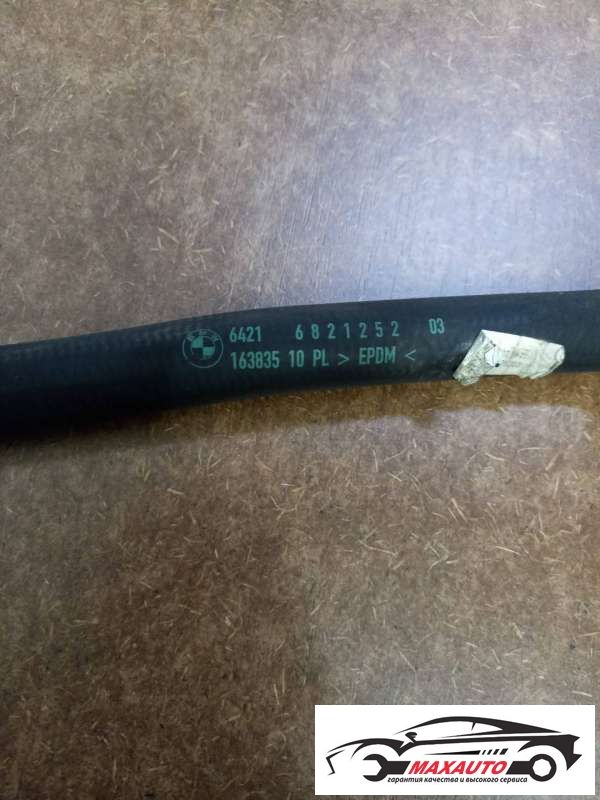 6421 6821252 03
163835 10 PL > EPDM <
MAXAUTO
гарантия качества и высокого сервиса